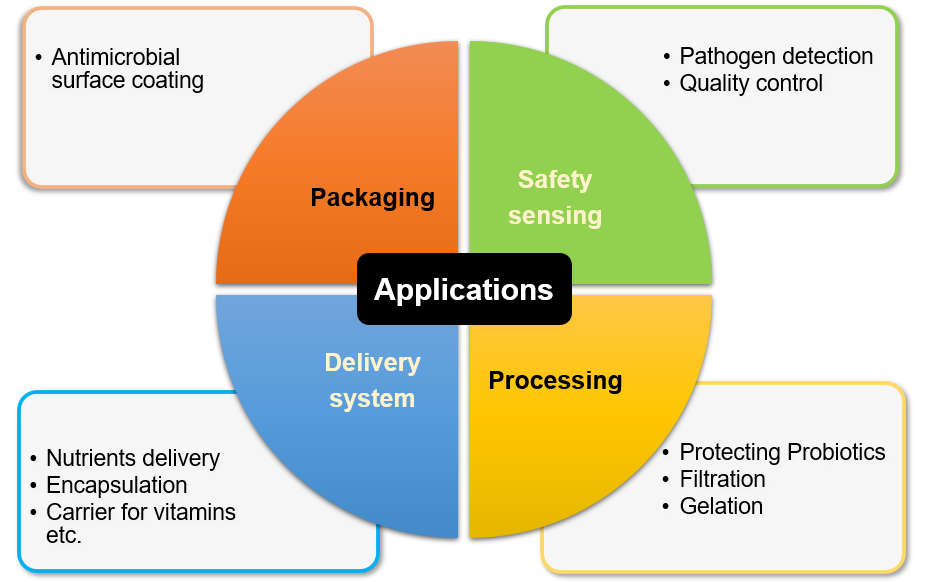 • Antimicrobial
surface coating
• Pathogen detection
• Quality control
Packaging
Safety
sensing
Applications
Delivery
system
Processing
• Nutrients delivery
• Encapsulation
• Carrier for vitamins
etc.
• Protecting Probiotics
• Filtration
• Gelation